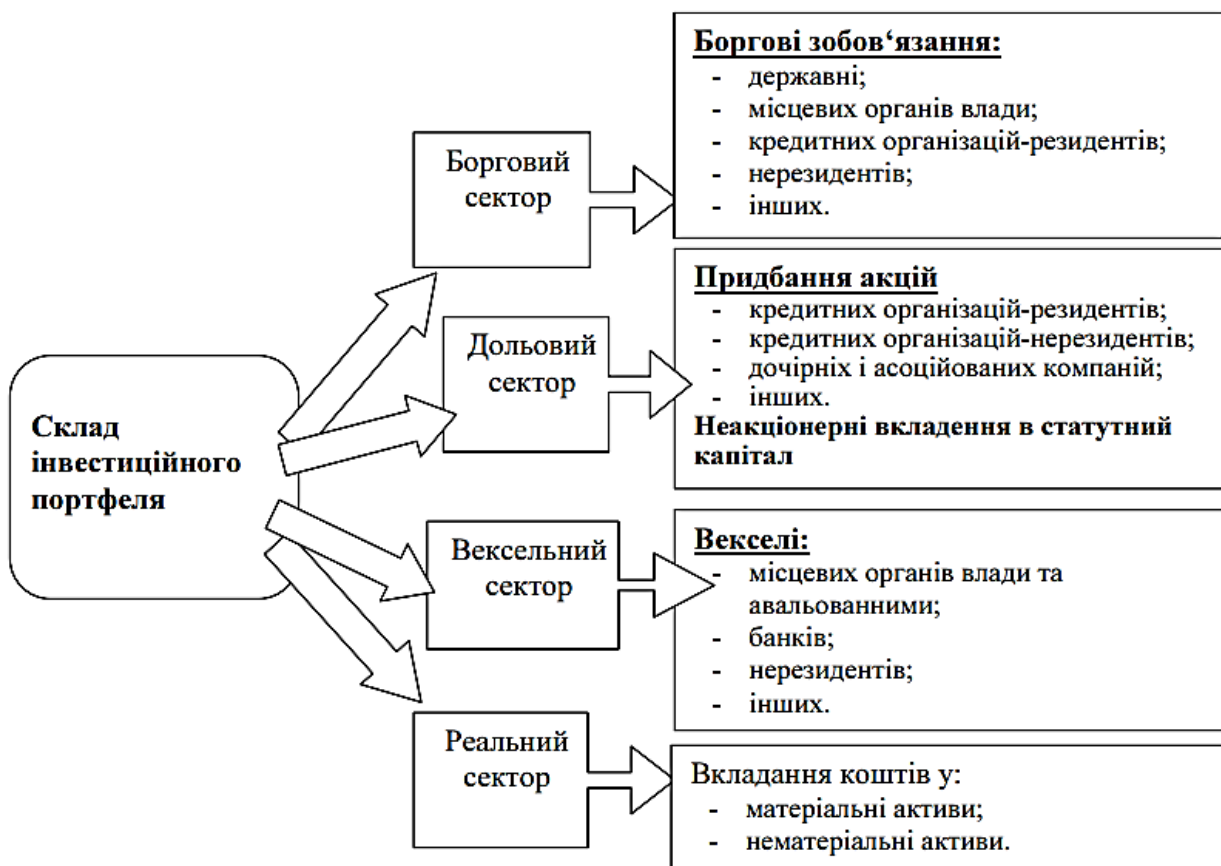 Склад
інвестиційного
портфеля
Борговий
сектор
Боргові зобов‘язання:
- державні;
- місцевих органів влади;
- кредитних організацій-резидентів;
- нерезидентів;
- інших.
Дольовий
сектор
Придбання акцій
- кредитних організацій-резидентів;
- кредитних організацій-нерезидентів;
- дочірніх і асоційованих компаній;
- інших.
Неакціонерні вкладення в статутний
капітал
Вексельний
сектор
Векселі:
- місцевих органів влади та
авальованними;
- банків;
- нерезидентів;
- інших.
Реальний
сектор
Вкладання коштів у:
- матеріальні активи;
- нематеріальні активи.